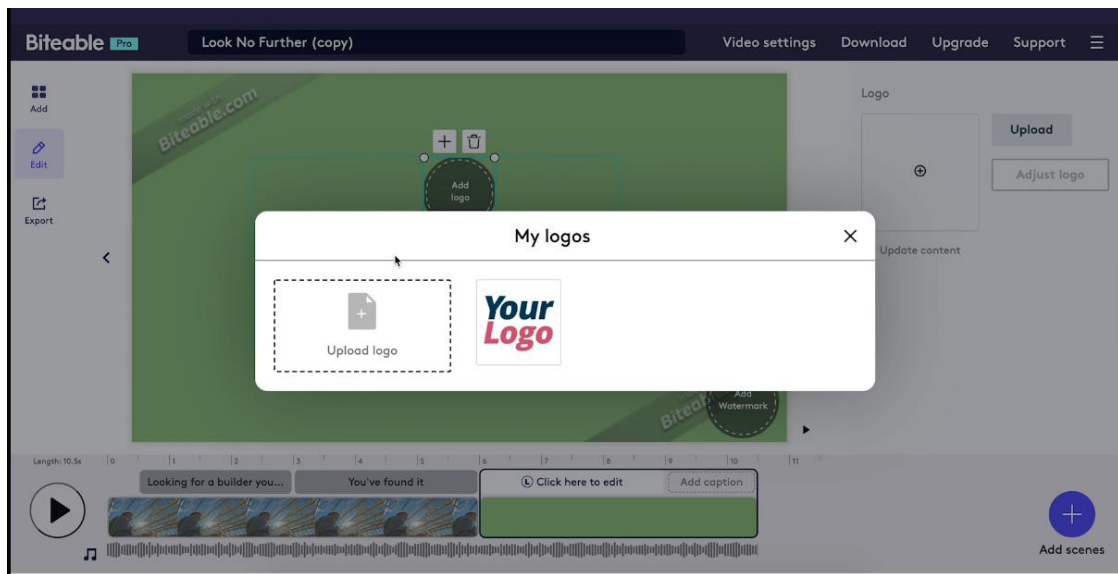 Biteable Pro
Look No Further (copy)
Video settings
Download
Upgrade
Support
Add
Edit
Export
made with
Biteable.com
Add
logo
Logo
Upload
Adjust logo
Update content
My logos
Upload logo
Your
Logo
Add
Watermark
Length: 10.5s
0 1 2 3 4 5 6 7 8 9 10 11
Looking for a builder you...
You've found it
L Click here to edit
Add caption
Add scenes